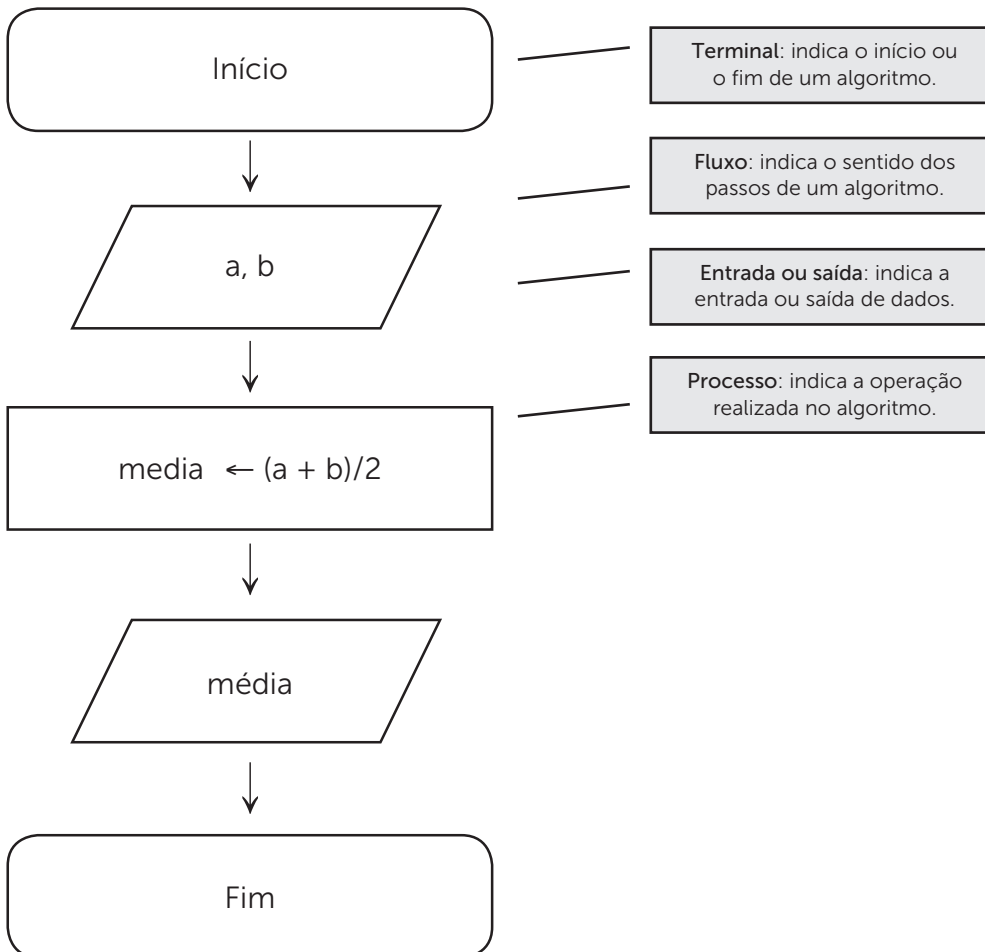 Início
Terminal: indica o início ou
o fim de um algoritmo.
Fluxo: indica o sentido dos
passos de um algoritmo.
a, b
Entrada ou saída: indica a
entrada ou saída de dados.
Processo: indica a operação
realizada no algoritmo.
media ← (a + b)/2
média
Fim